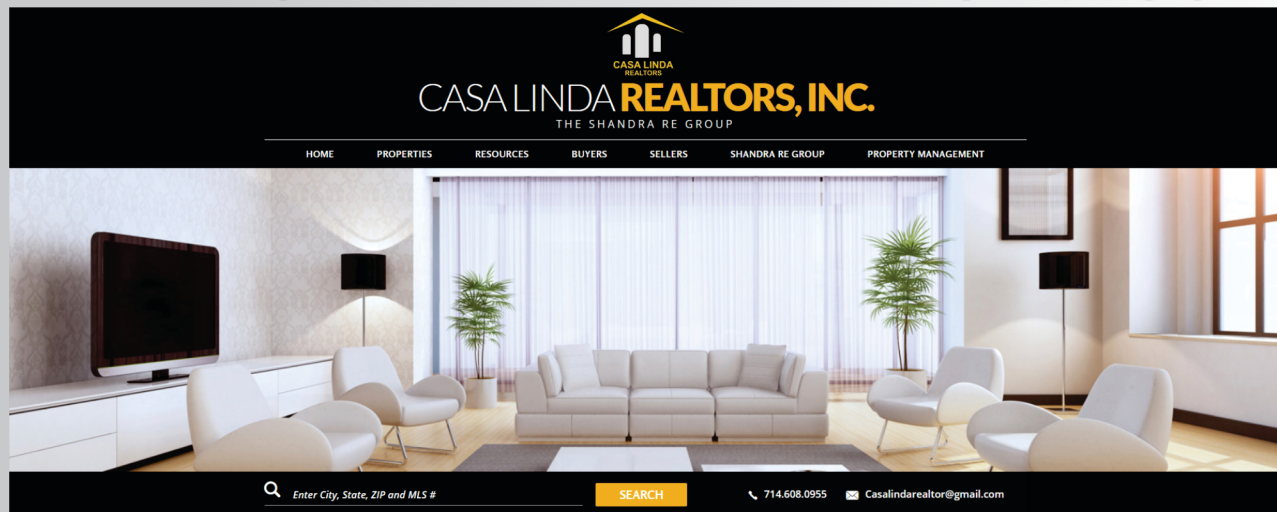 CASA LINDA
REALTORS
CASA LINDA REALTORS, INC.
THE SHANDRA RE GROUP
HOME PROPERTIES RESOURCES BUYERS SELLERS SHANDRA RE GROUP PROPERTY MANAGEMENT
Enter City, State, ZIP and MLS # SEARCH 714.608.0955 Casalindarealtor@gmail.com